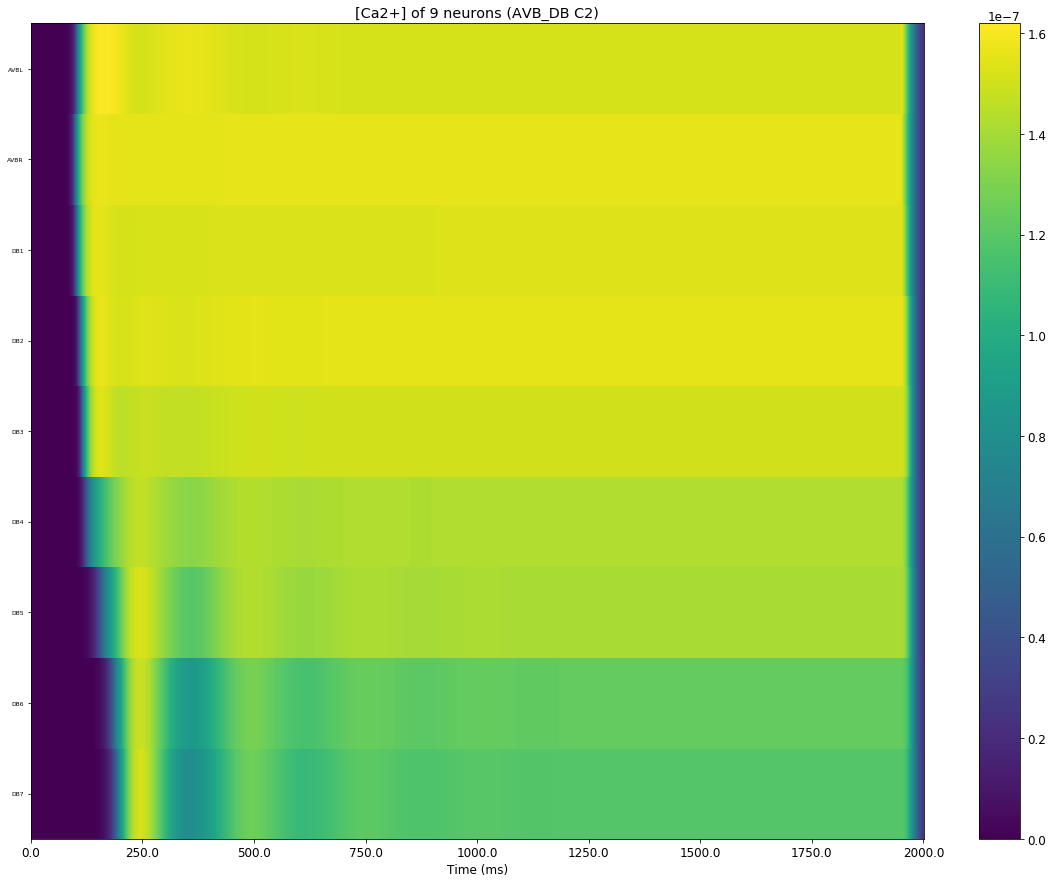 [Ca2+] of 9 neurons (AVB_DB C2)
1e−7
AVBL
AVBR
DB1
DB2
DB3
DB4
DB5
DB6
DB7
1.6
1.4
1.2
1.0
0.8
0.6
0.4
0.2
0.0
0.0 250.0 500.0 750.0 1000.0 1250.0 1500.0 1750.0 2000.0
Time (ms)